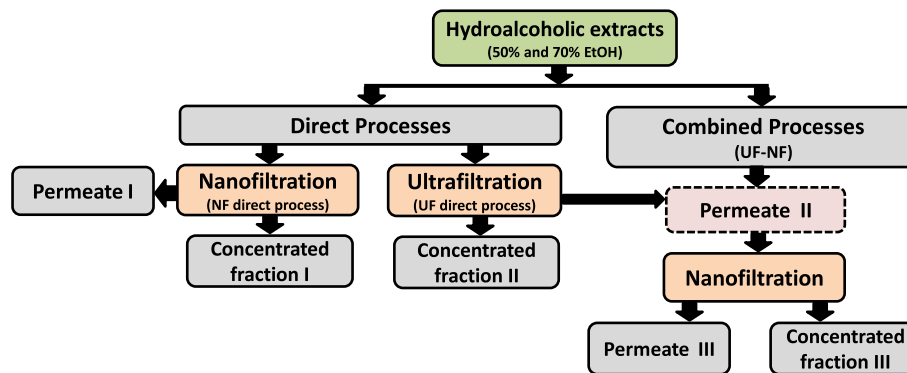 Hydroalcoholic extracts
(50% and 70% EtOH)
Direct Processes
Combined Processes
(UF-NF)
Permeate I
Nanofiltration
(NF direct process)
Ultrafiltration
(UF direct process)
Permeate II
Concentrated
fraction I
Concentrated
fraction II
Nanofiltration
Permeate III
Concentrated
fraction III